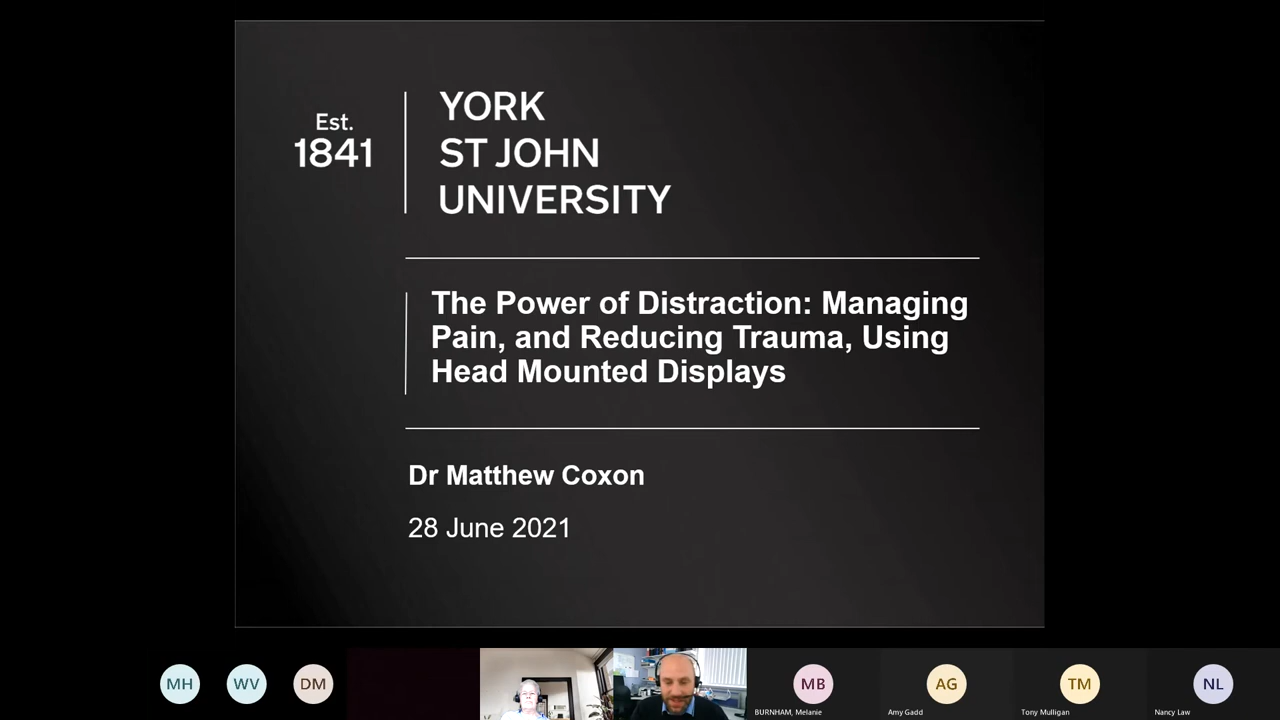 Est.
1841
YORK
ST JOHN
UNIVERSITY
The Power of Distraction: Managing
Pain, and Reducing Trauma, Using
Head Mounted Displays
Dr Matthew Coxon
28 June 2021
MH
WV
DM
MB
AG
TM
NL
BURNHAM, Melanie
Amy Gadd
Tony Mulligan
Nancy Law